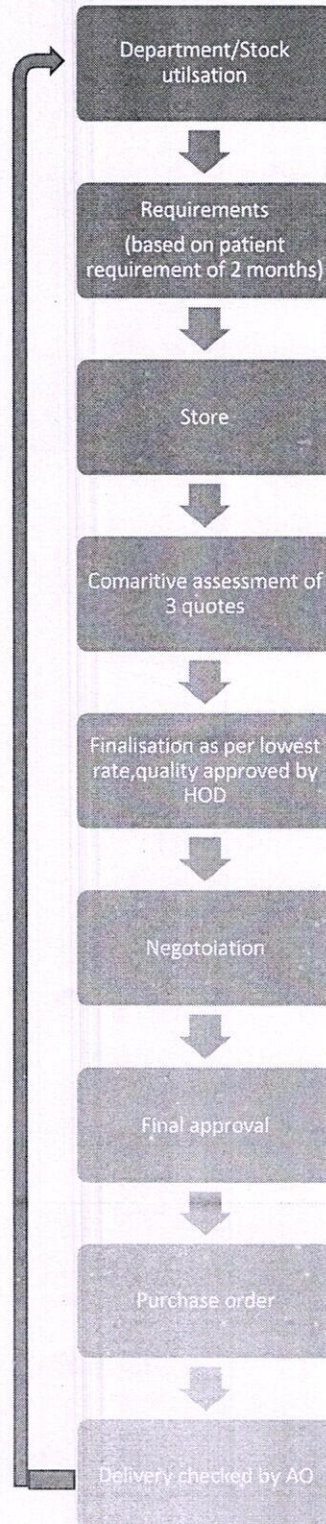 Department/Stock
utilsation
Requirements
(based on patient
requirement of 2 months)
Store
Comaritive assessment of
3 quotes
Finalisation as per lowest
rate,quality approved by
HOD
Negotoiation
Final approval
Purchase order
Delivery checked by AO